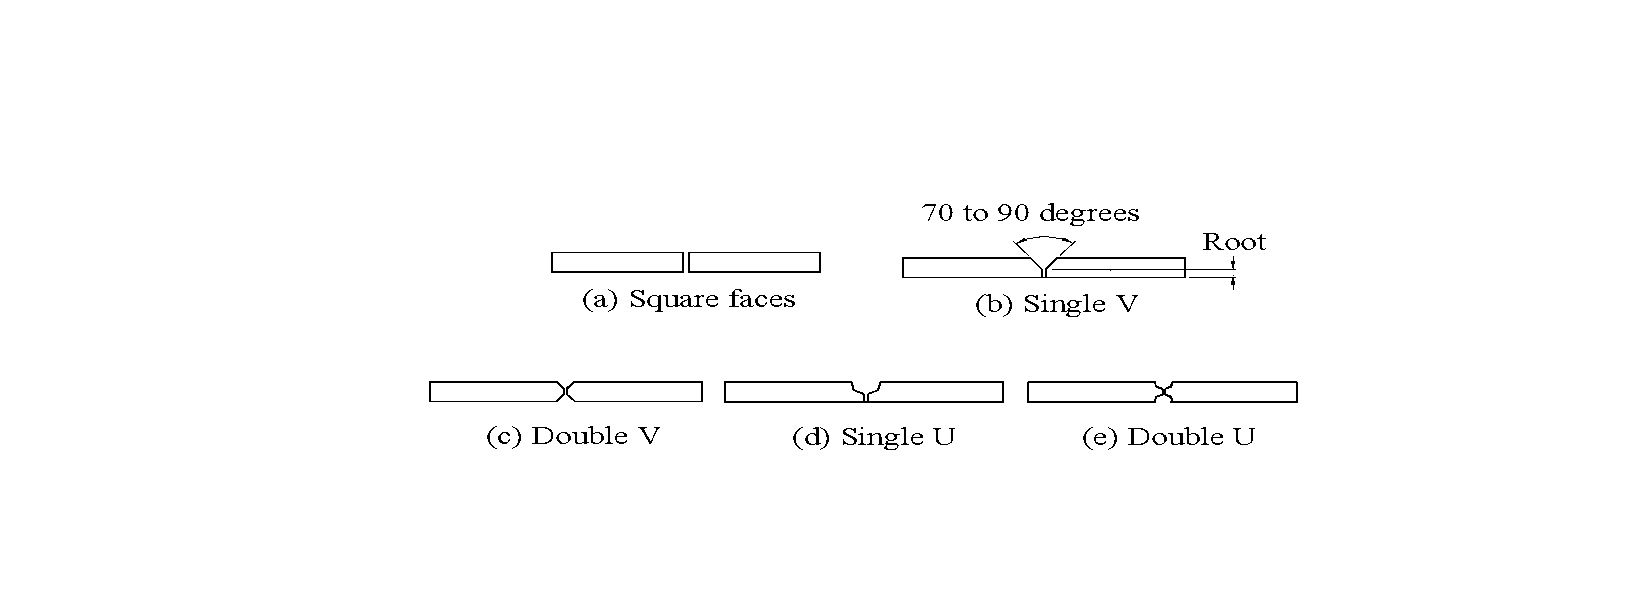 70 to 90 degrees
Root
(a) Square faces
(b) Single V
(c) Double V
(d) Single U
(e) Double U